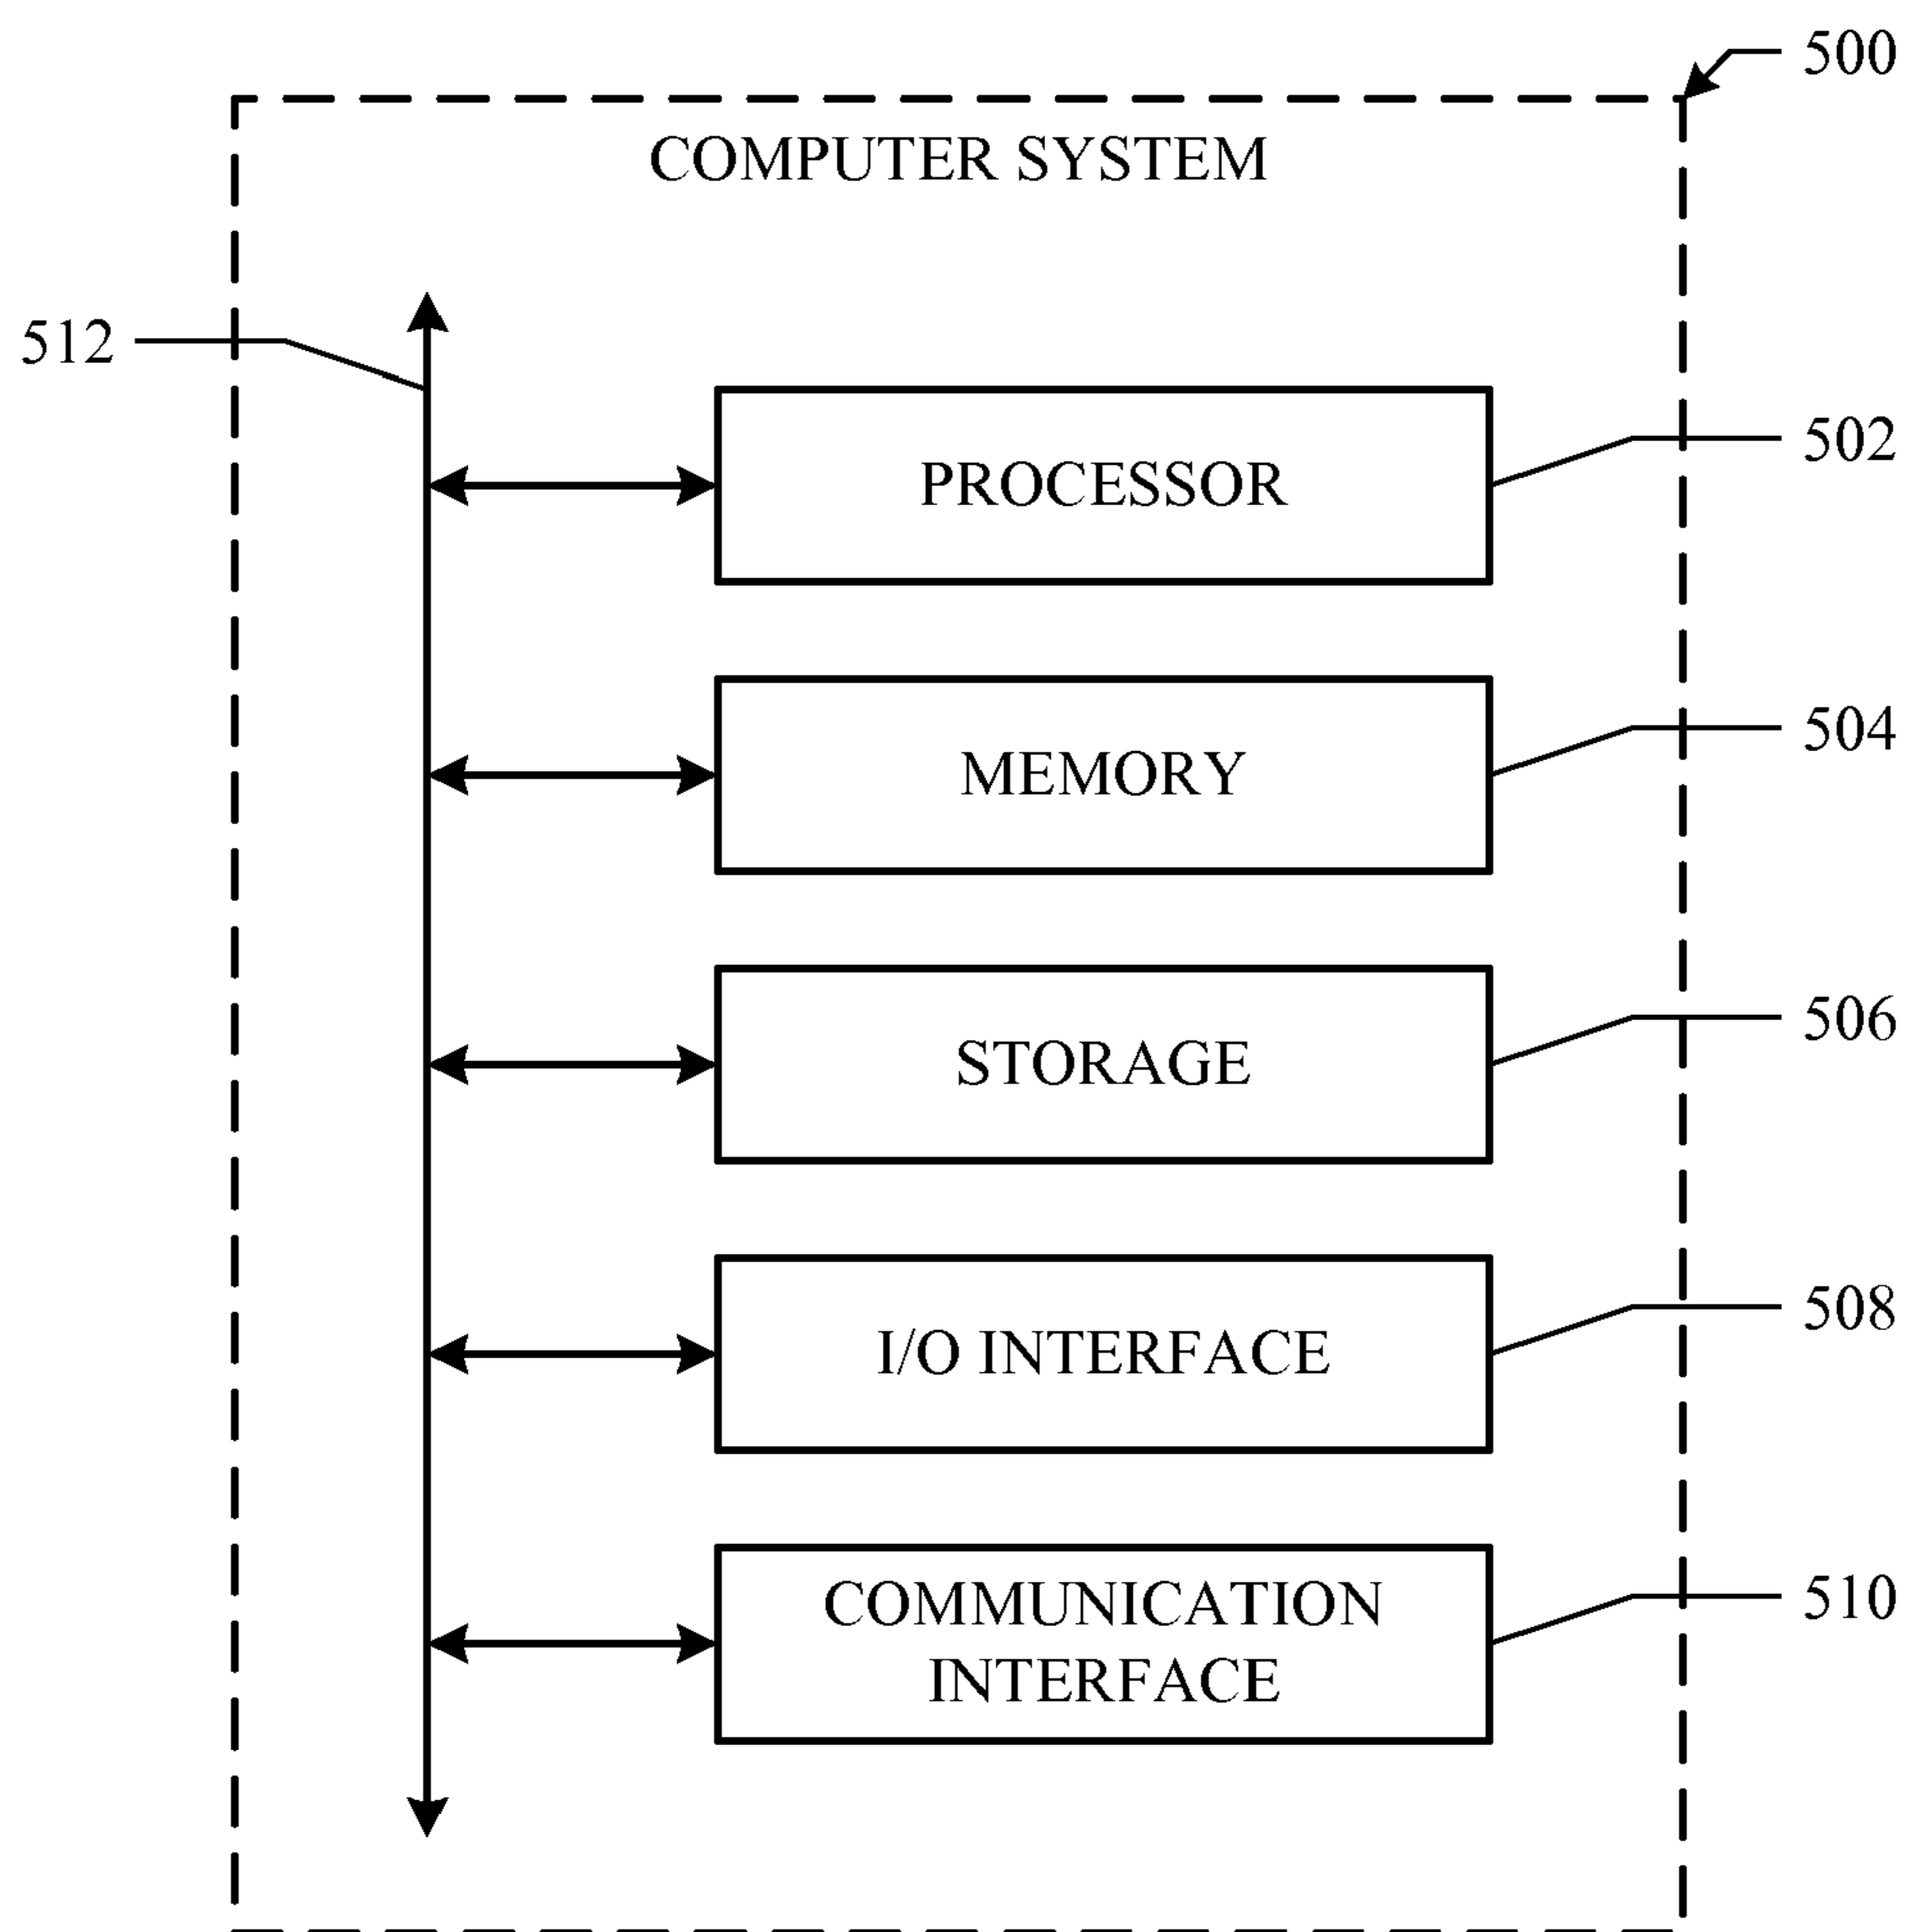 500
COMPUTER SYSTEM
512
PROCESSOR
502
MEMORY
504
STORAGE
506
I/O INTERFACE
508
COMMUNICATION
INTERFACE
510